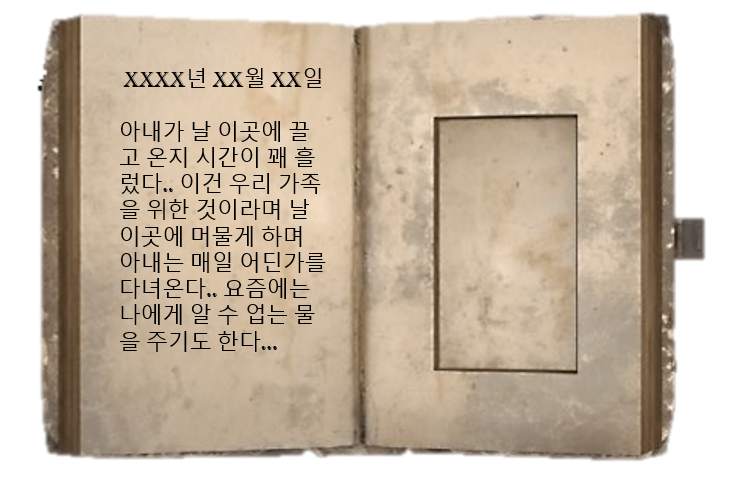 XXXX년 XX월 XX일
아내가 날 이곳에 끌
고 온지 시간이 꽤 흘
렀다.. 이건 우리 가족
을 위한 것이라며 날
이곳에 머물게 하며
아내는 매일 어딘가를
다녀온다.. 요즘에는
나에게 알 수 업는 물
을 주기도 한다...